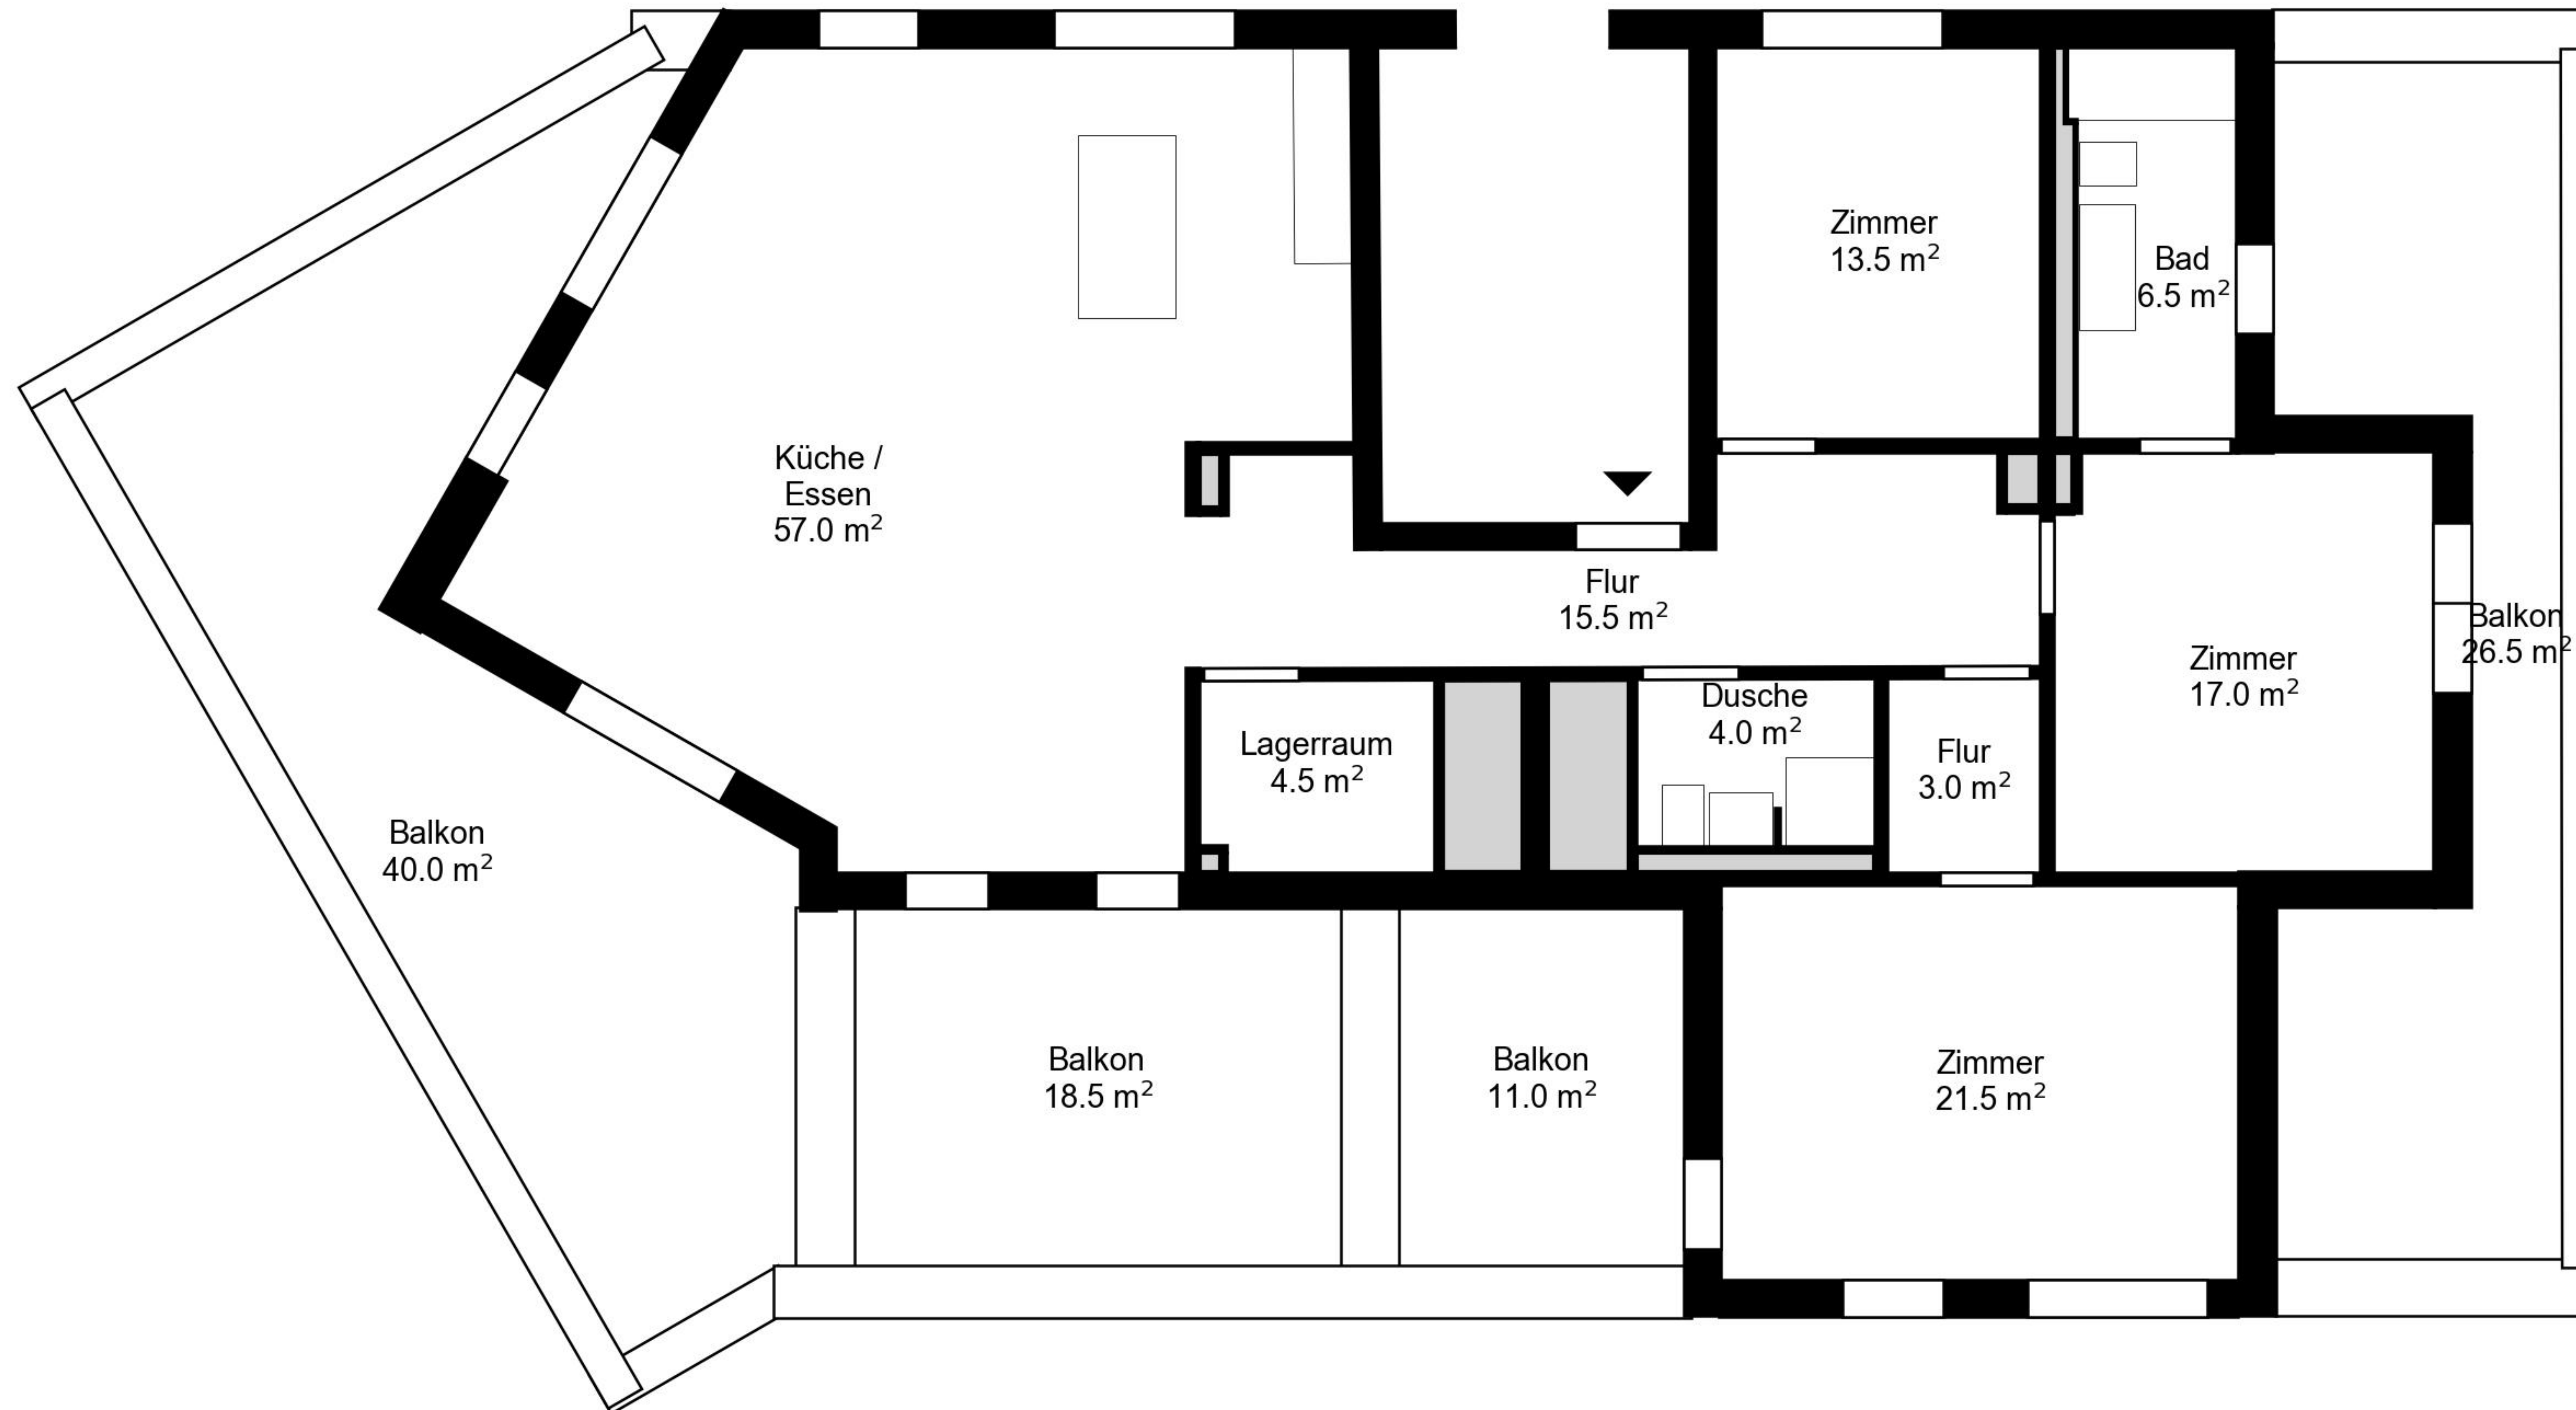 Zimmer
13.5 m²
Bad
6.5 m²
Küche /
Essen
57.0 m²
Flur
15.5 m²
Balkon
26.5 m²
Zimmer
17.0 m²
Dusche
4.0 m²
Lagerraum
4.5 m²
Flur
3.0 m²
Balkon
40.0 m²
Balkon
18.5 m²
Balkon
11.0 m²
Zimmer
21.5 m²